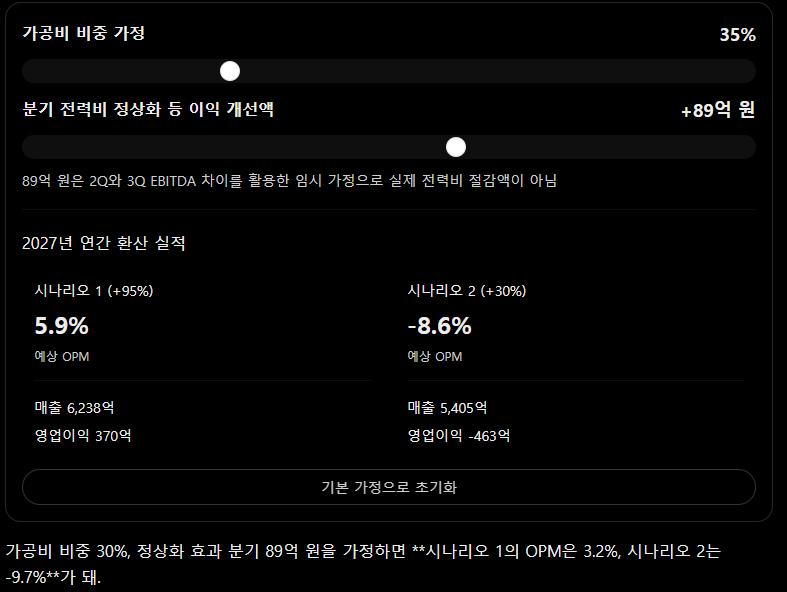 가공비 비중 가정
35%
분기 전력비 정상화 등 이익 개선액
+89억 원
89억 원은 2Q와 3Q EBITDA 차이를 활용한 임시 가정으로 실제 전력비 절감액이 아님
2027년 연간 환산 실적
시나리오 1 (+95%)
5.9%
예상 OPM
매출 6,238억
영업이익 370억
시나리오 2 (+30%)
-8.6%
예상 OPM
매출 5,405억
영업이익 -463억
기본 가정으로 초기화
가공비 비중 30%, 정상화 효과 분기 89억 원을 가정하면 **시나리오 1의 OPM은 3.2%, 시나리오 2는
-9.7%**가 돼.